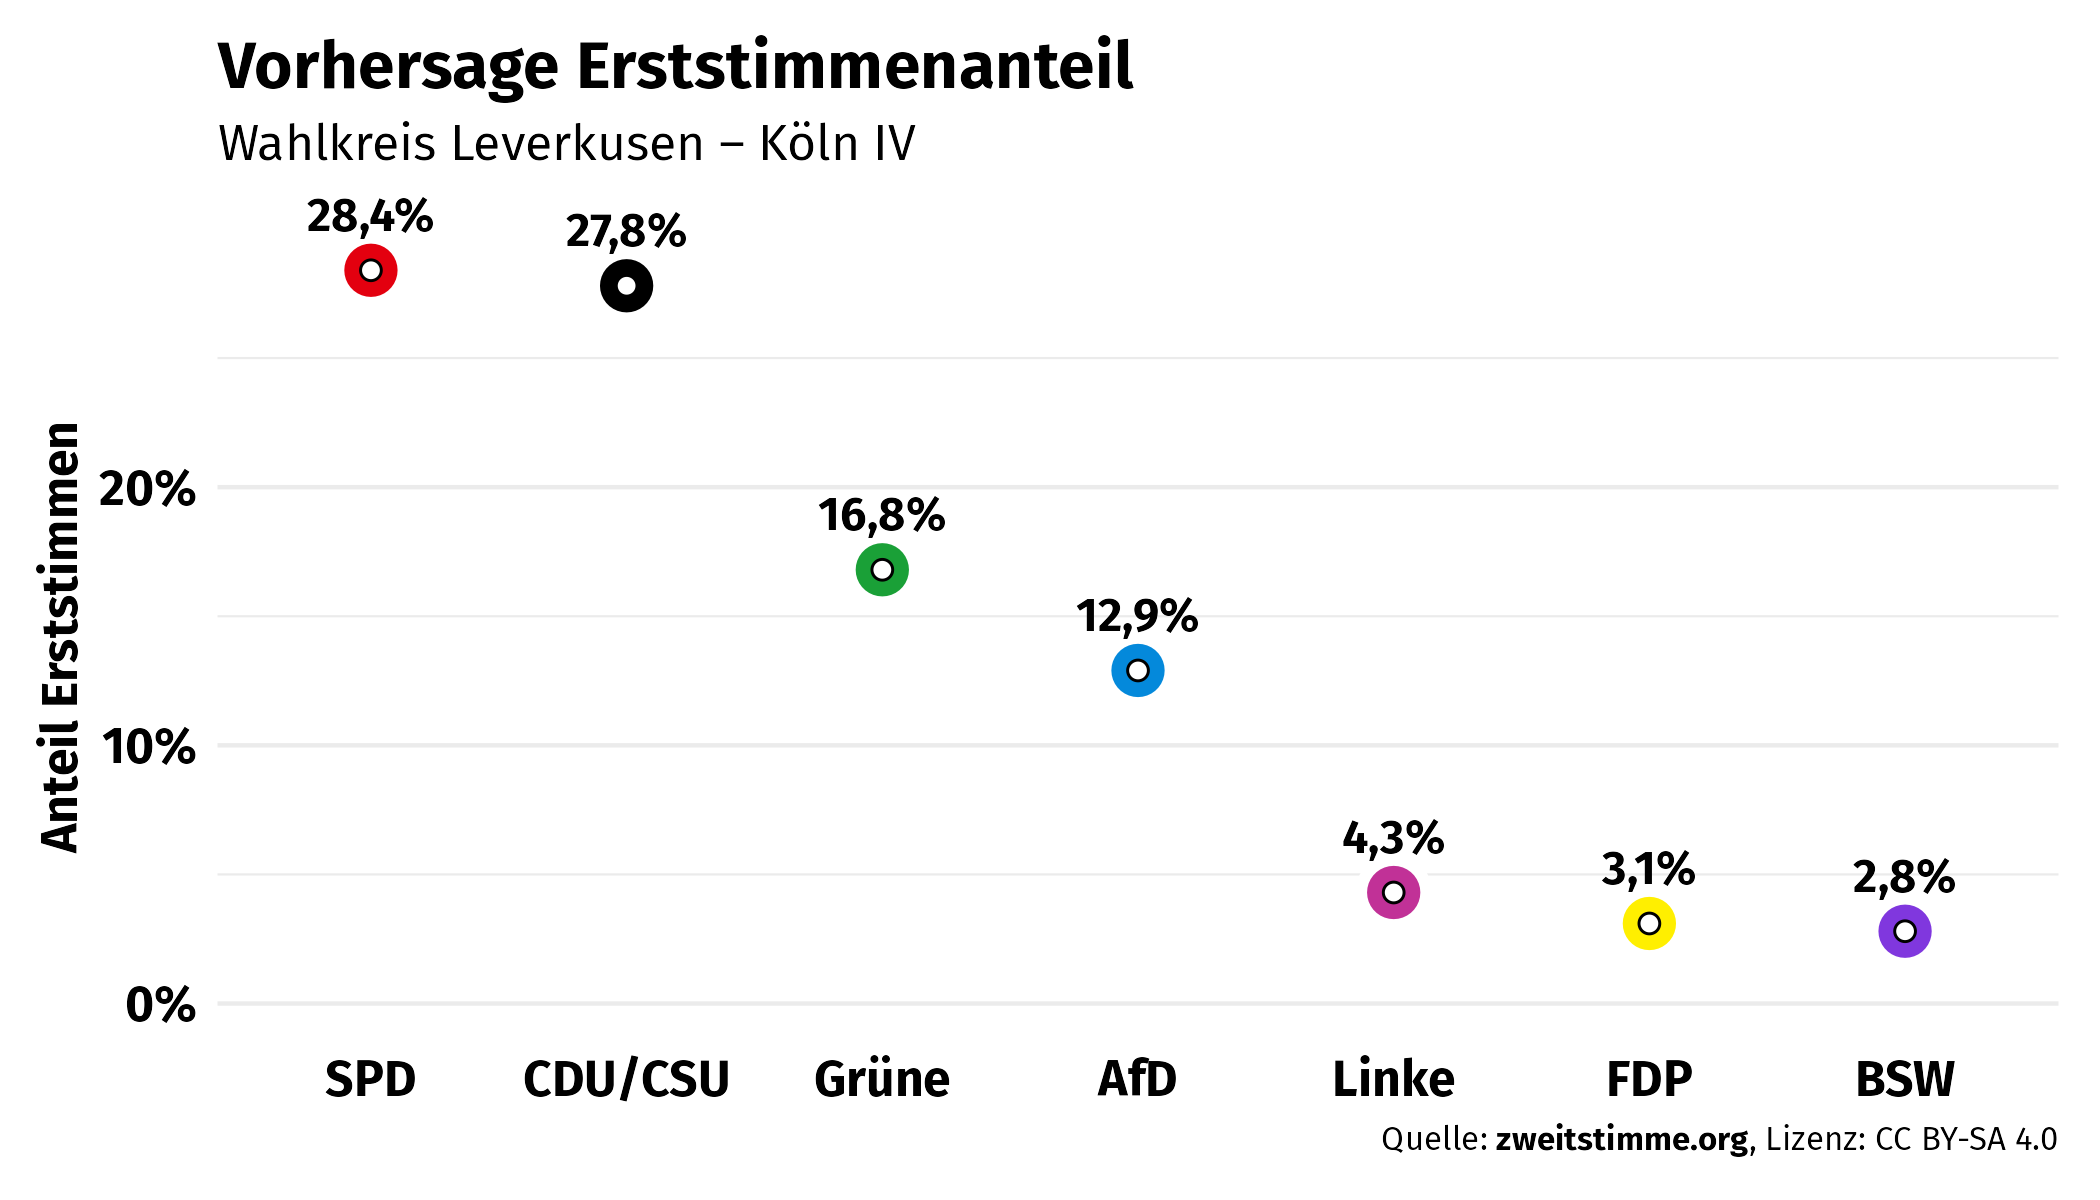 Vorhersage Erststimmenanteil
Wahlkreis Leverkusen – Köln IV
28,4%
27,8%
16,8%
12,9%
4,3%
3,1%
2,8%
Anteil Erststimmen
20%
10%
0%
SPD CDU/CSU Grüne AfD Linke FDP BSW
Quelle: zweitstimme.org, Lizenz: CC BY-SA 4.0